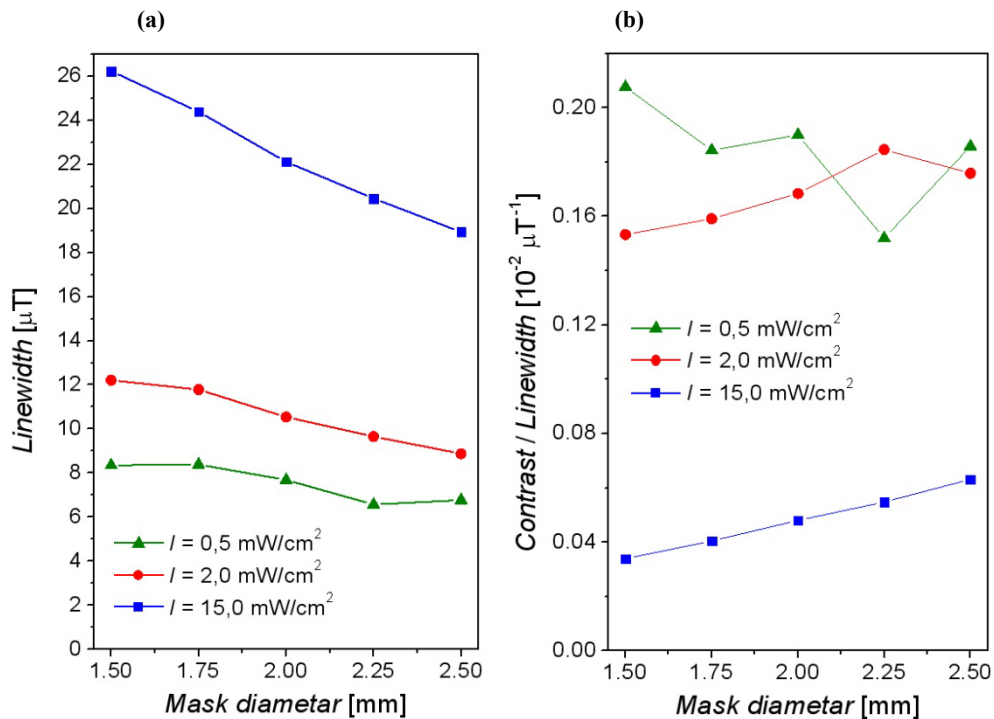 (a)
Linewidth [μT]
26
24
22
20
18
16
14
12
10
8
6
4
2
0
I = 0,5 mW/cm²
I = 2,0 mW/cm²
I = 15,0 mW/cm²
1.50 1.75 2.00 2.25 2.50
Mask diametar [mm]
(b)
Contrast / Linewidth [10⁻² μT⁻¹]
0.20
0.16
0.12
0.08
0.04
0.00
I = 0,5 mW/cm²
I = 2,0 mW/cm²
I = 15,0 mW/cm²
1.50 1.75 2.00 2.25 2.50
Mask diametar [mm]